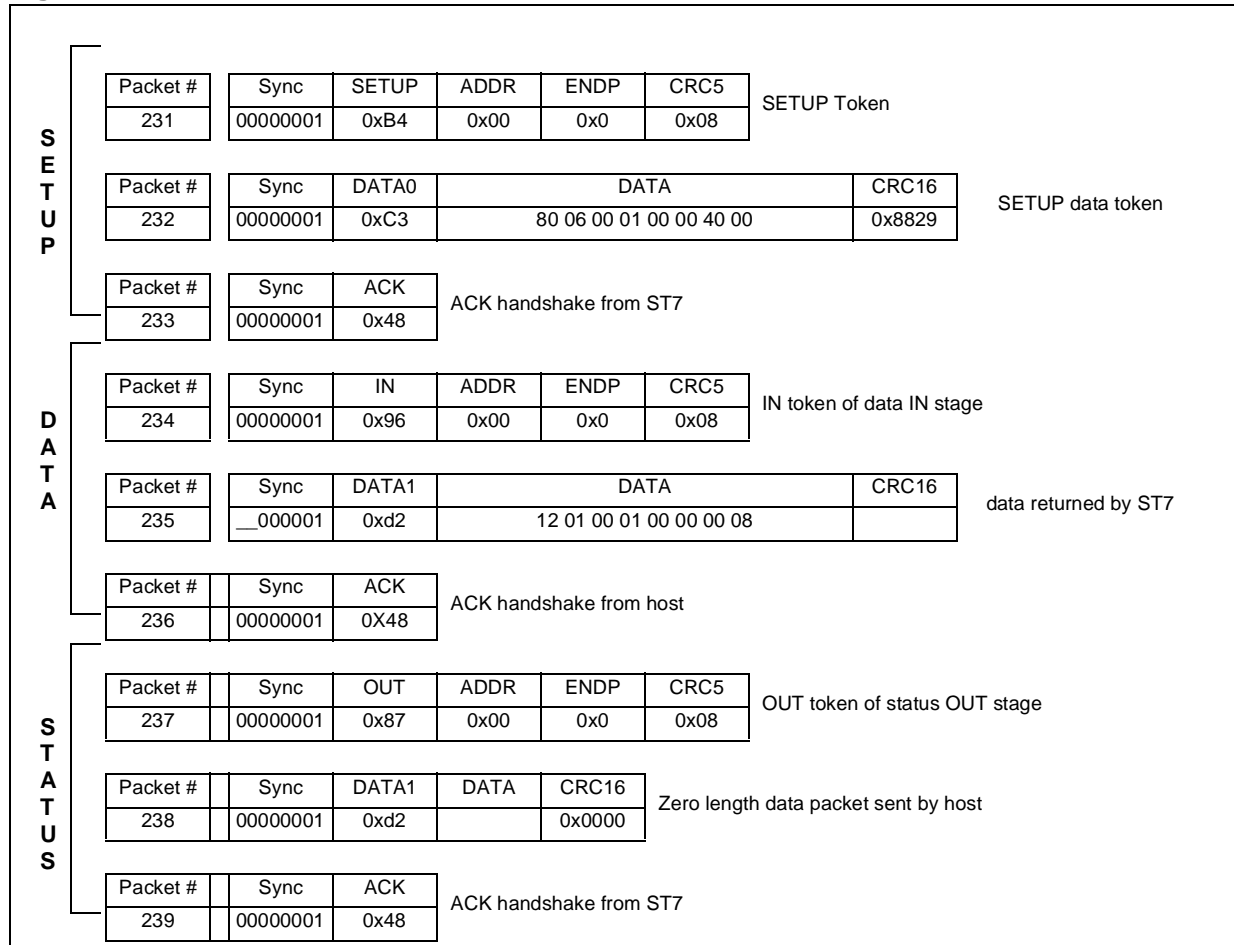 SETUP
Packet # Sync SETUP ADDR ENDP CRC5
231 00000001 0xB4 0x00 0x0 0x08
SETUP Token
Packet # Sync DATA0 DATA CRC16
232 00000001 0xC3 80 06 00 01 00 00 40 00 0x8829
SETUP data token
Packet # Sync ACK
233 00000001 0x48
ACK handshake from ST7
DATA
Packet # Sync IN ADDR ENDP CRC5
234 00000001 0x96 0x00 0x0 0x08
IN token of data IN stage
Packet # Sync DATA1 DATA CRC16
235 __000001 0xd2 12 01 00 01 00 00 00 08
data returned by ST7
Packet # Sync ACK
236 00000001 0X48
ACK handshake from host
STATUS
Packet # Sync OUT ADDR ENDP CRC5
237 00000001 0x87 0x00 0x0 0x08
OUT token of status OUT stage
Packet # Sync DATA1 DATA CRC16
238 00000001 0xd2 0x0000
Zero length data packet sent by host
Packet # Sync ACK
239 00000001 0x48
ACK handshake from ST7